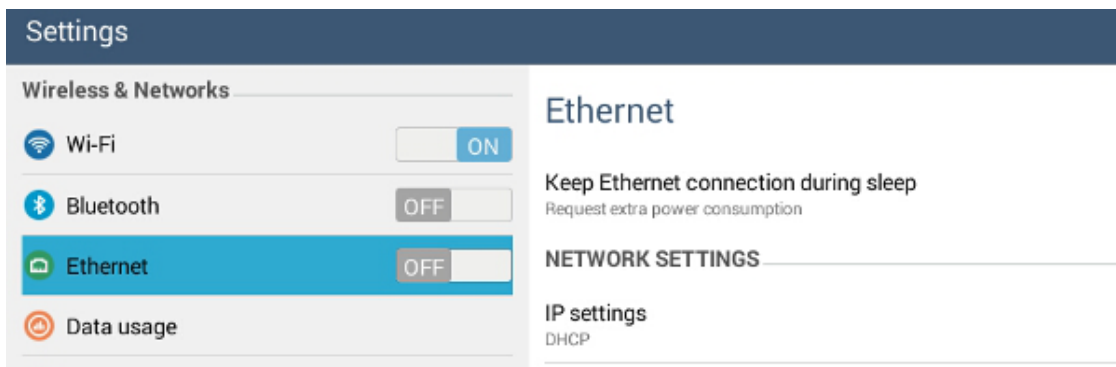 Settings
Wireless & Networks
Wi-Fi
ON
Bluetooth
OFF
Ethernet
OFF
Data usage
Ethernet
Keep Ethernet connection during sleep
Request extra power consumption
NETWORK SETTINGS
IP settings
DHCP